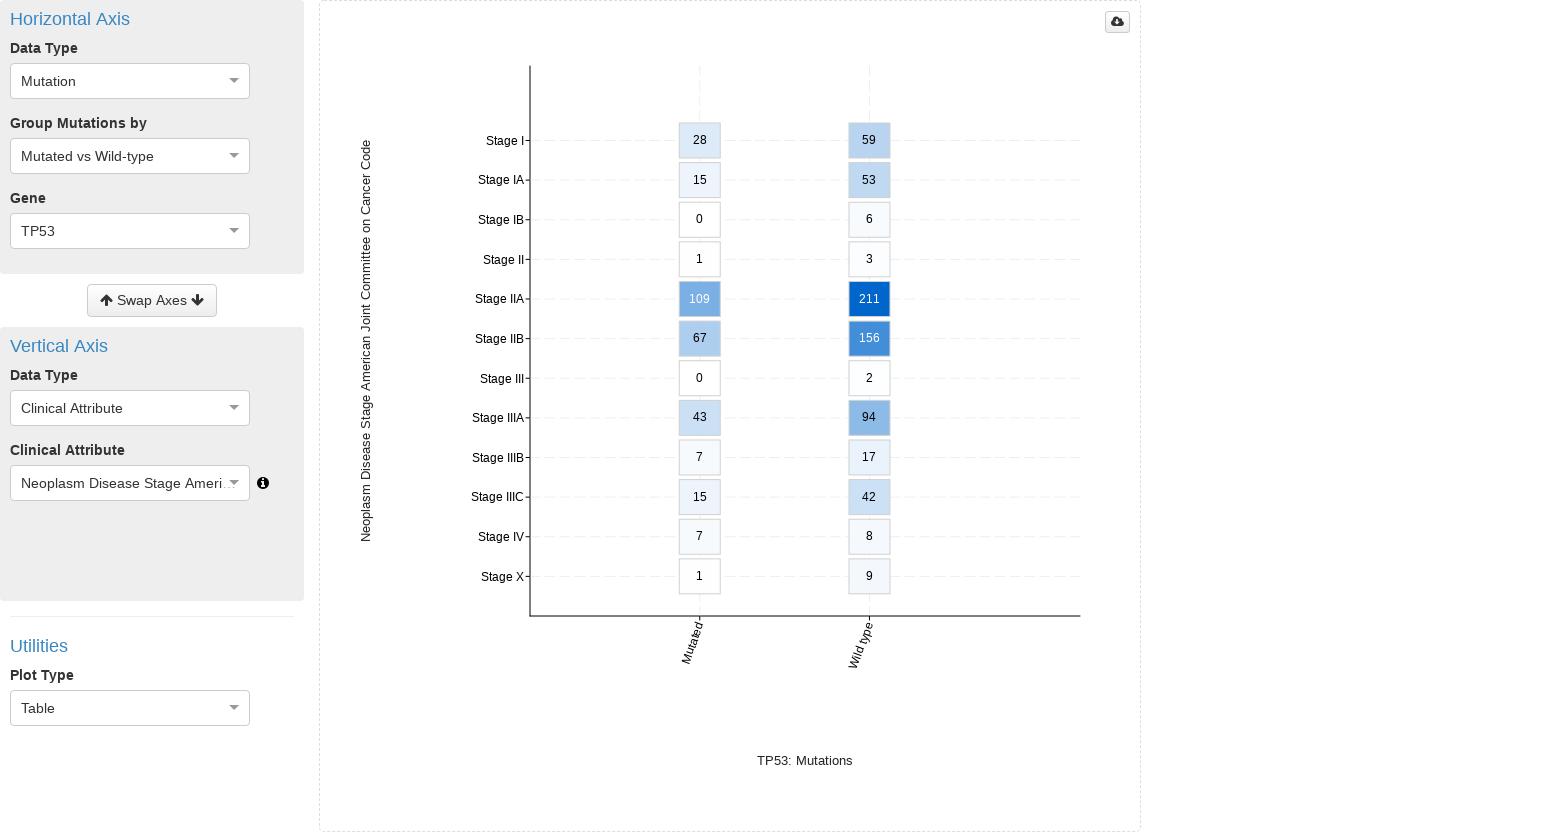 Horizontal Axis
Data Type
Mutation
Group Mutations by
Mutated vs Wild-type
Gene
TP53
Swap Axes
Vertical Axis
Data Type
Clinical Attribute
Clinical Attribute
Neoplasm Disease Stage Ameri...
Utilities
Plot Type
Table
Neoplasm Disease Stage American Joint Committee on Cancer Code
Stage I 28 59
Stage IA 15 53
Stage IB 0 6
Stage II 1 3
Stage IIA 109 211
Stage IIB 67 156
Stage III 0 2
Stage IIIA 43 94
Stage IIIB 7 17
Stage IIIC 15 42
Stage IV 7 8
Stage X 1 9
Mutated Wild type
TP53: Mutations